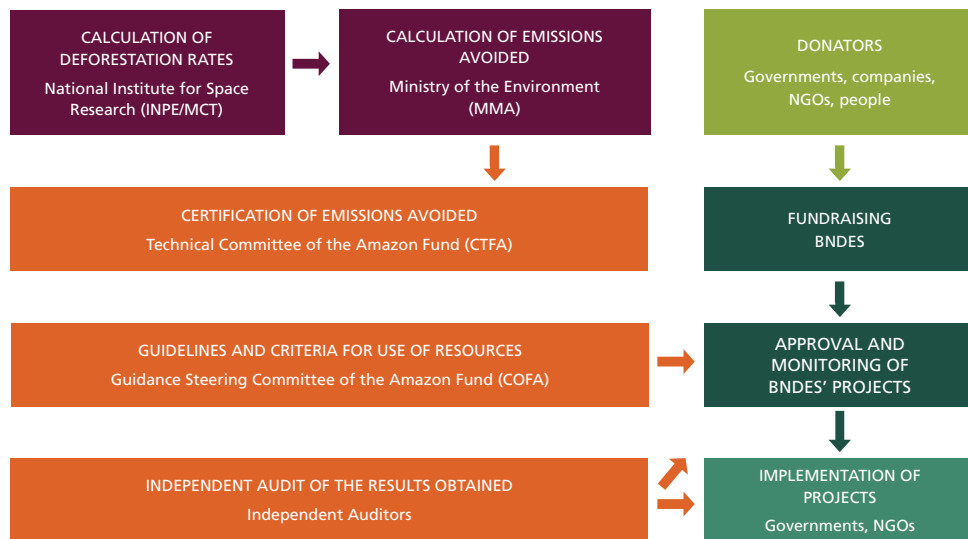 CALCULATION OF
DEFORESTATION RATES
National Institute for Space
Research (INPE/MCT)
CALCULATION OF EMISSIONS
AVOIDED
Ministry of the Environment
(MMA)
DONATORS
Governments, companies,
NGOs, people
CERTIFICATION OF EMISSIONS AVOIDED
Technical Committee of the Amazon Fund (CTFA)
FUNDRAISING
BNDES
GUIDELINES AND CRITERIA FOR USE OF RESOURCES
Guidance Steering Committee of the Amazon Fund (COFA)
APPROVAL AND
MONITORING OF
BNDES’ PROJECTS
INDEPENDENT AUDIT OF THE RESULTS OBTAINED
Independent Auditors
IMPLEMENTATION OF
PROJECTS
Governments, NGOs